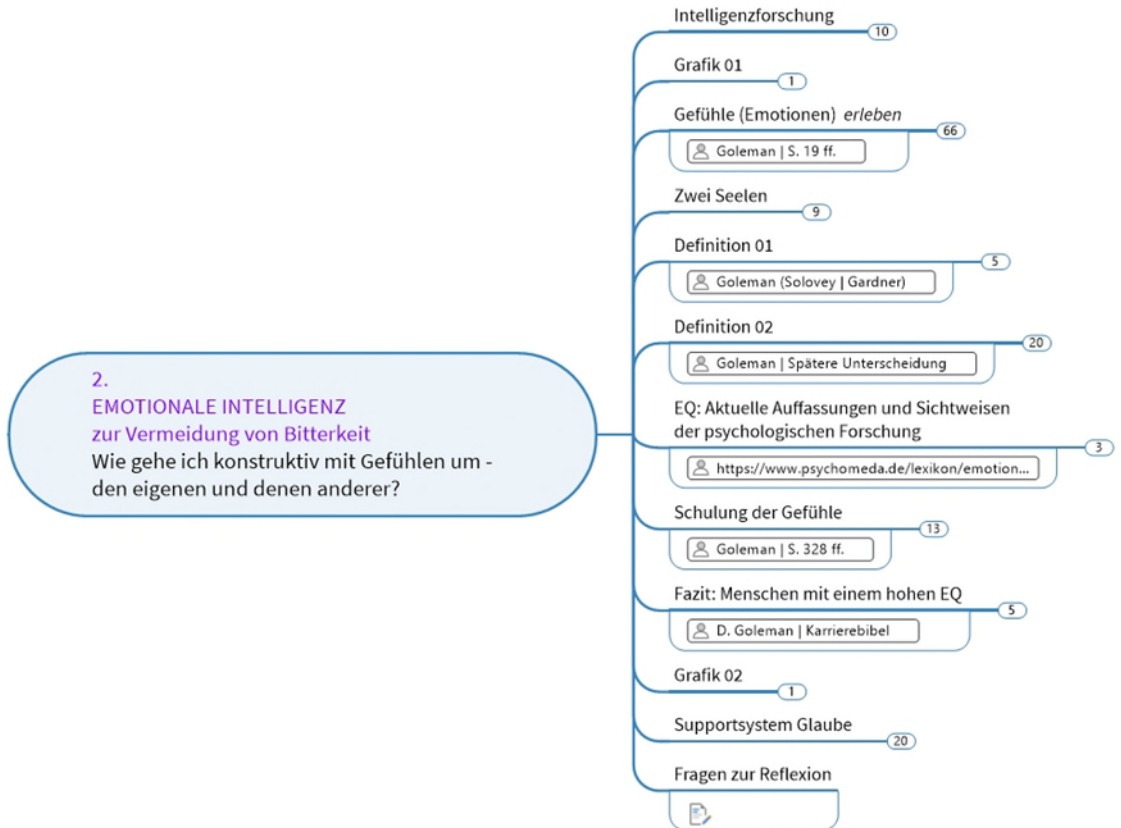 2.
EMOTIONALE INTELLIGENZ
zur Vermeidung von Bitterkeit
Wie gehe ich konstruktiv mit Gefühlen um -
den eigenen und denen anderer?
Intelligenzforschung
10
Grafik 01
1
Gefühle (Emotionen) erleben
66
Goleman | S. 19 ff.
Zwei Seelen
9
Definition 01
5
Goleman (Solovey | Gardner)
Definition 02
20
Goleman | Spätere Unterscheidung
EQ: Aktuelle Auffassungen und Sichtweisen
der psychologischen Forschung
3
https://www.psychomeda.de/lexikon/emotion...
Schulung der Gefühle
13
Goleman | S. 328 ff.
Fazit: Menschen mit einem hohen EQ
5
D. Goleman | Karrierebibel
Grafik 02
1
Supportsystem Glaube
20
Fragen zur Reflexion